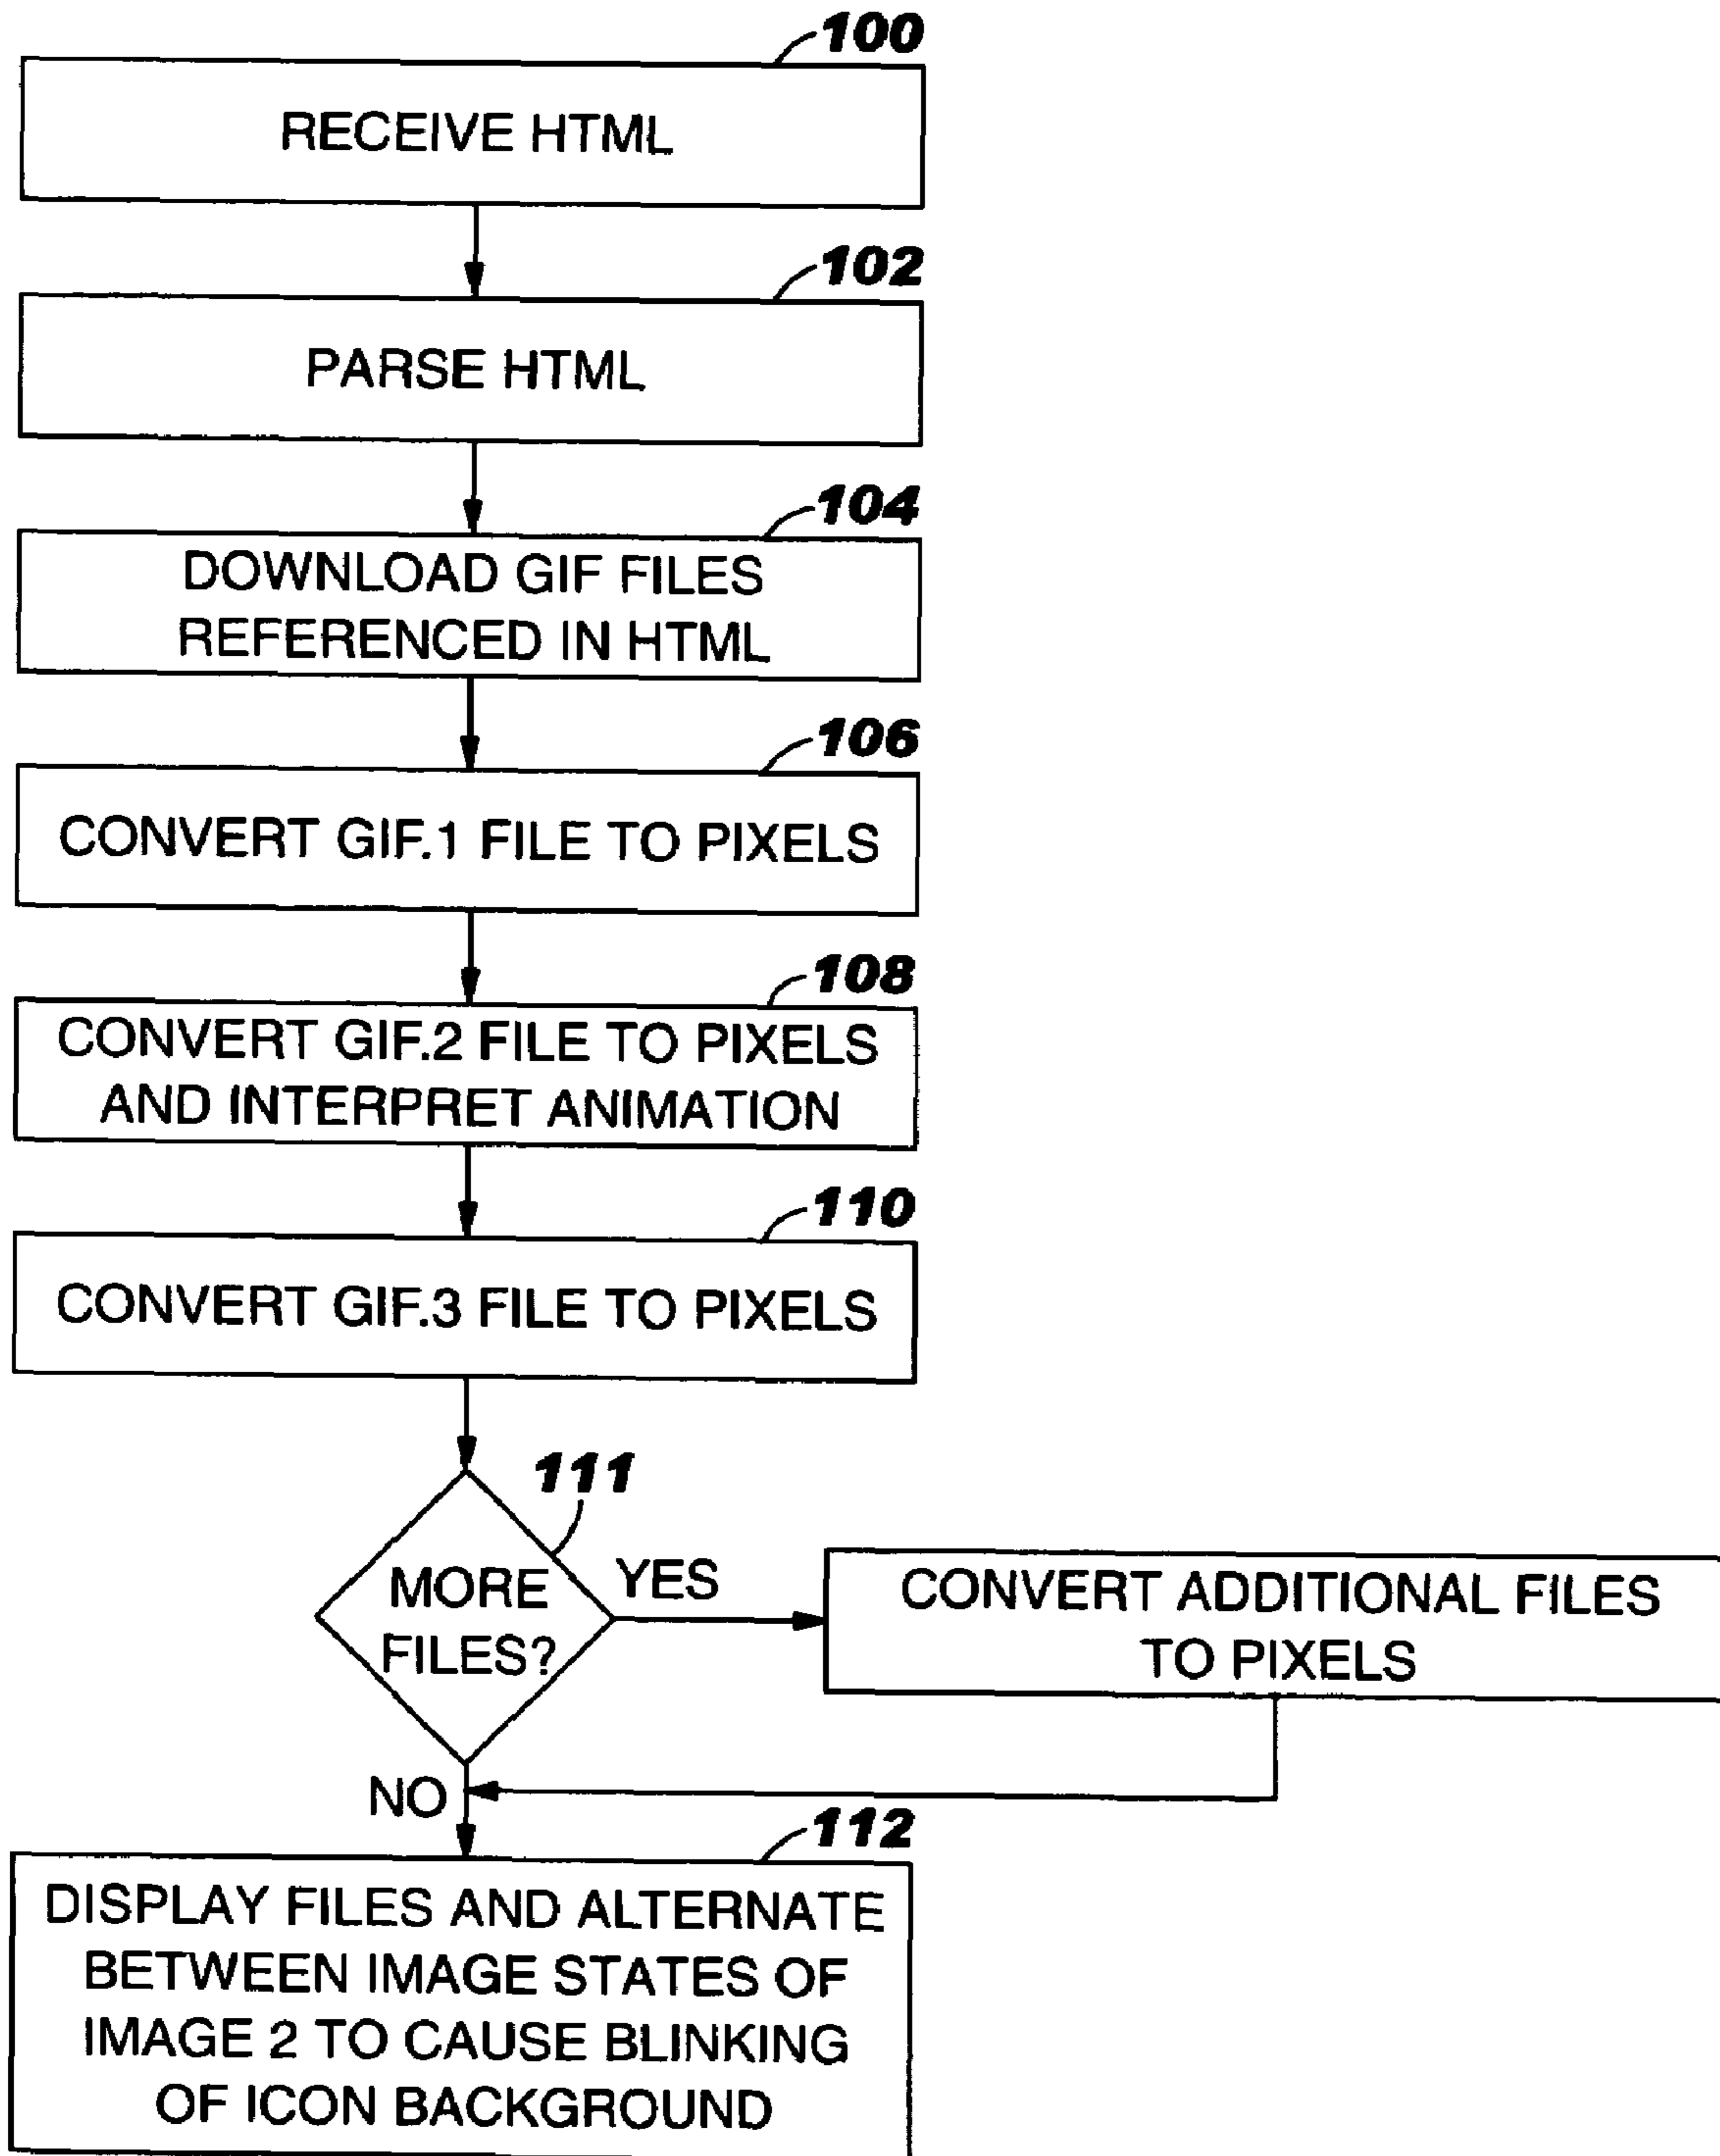 100
RECEIVE HTML
102
PARSE HTML
104
DOWNLOAD GIF FILES
REFERENCED IN HTML
106
CONVERT GIF.1 FILE TO PIXELS
108
CONVERT GIF.2 FILE TO PIXELS
AND INTERPRET ANIMATION
110
CONVERT GIF.3 FILE TO PIXELS
111
MORE
FILES?
YES
CONVERT ADDITIONAL FILES
TO PIXELS
NO
112
DISPLAY FILES AND ALTERNATE
BETWEEN IMAGE STATES OF
IMAGE 2 TO CAUSE BLINKING
OF ICON BACKGROUND